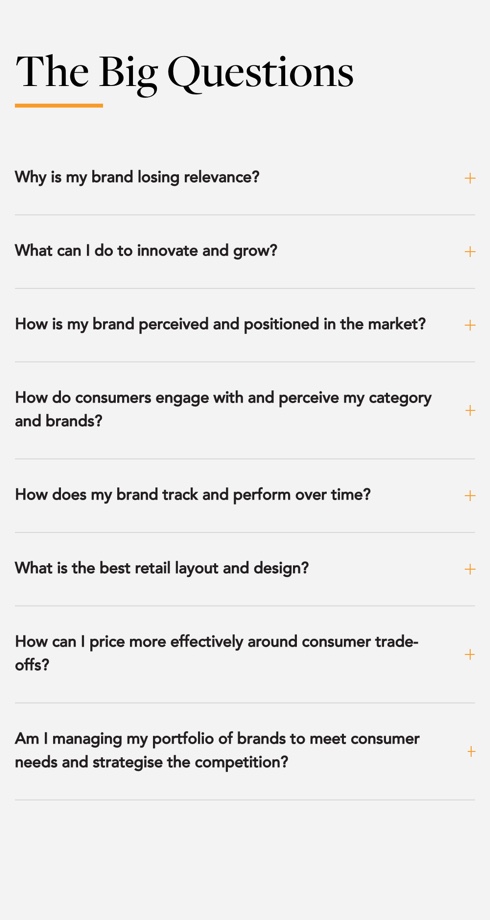 The Big Questions
Why is my brand losing relevance?
What can I do to innovate and grow?
How is my brand perceived and positioned in the market?
How do consumers engage with and perceive my category
and brands?
How does my brand track and perform over time?
What is the best retail layout and design?
How can I price more effectively around consumer trade-
offs?
Am I managing my portfolio of brands to meet consumer
needs and strategise the competition?